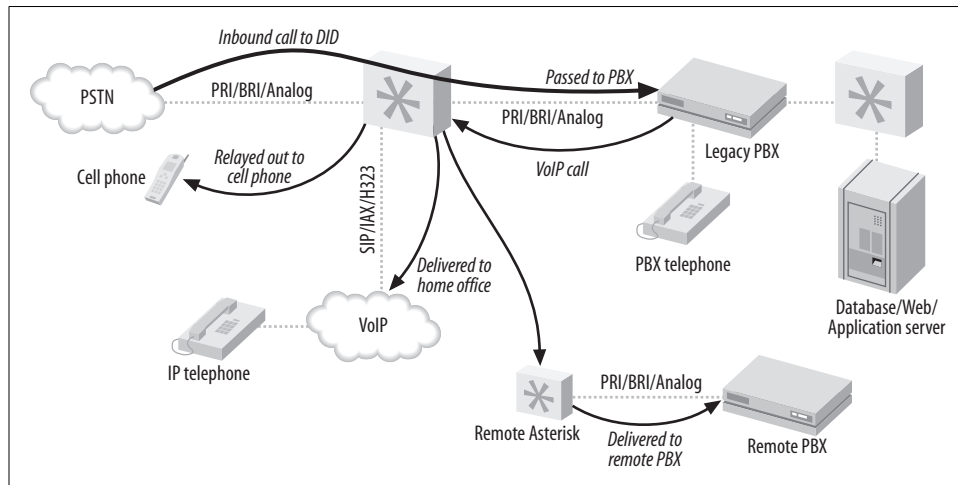 Inbound call to DID
PSTN
PRI/BRI/Analog
Passed to PBX
PRI/BRI/Analog
Legacy PBX
VoIP call
Cell phone
Relayed out to
cell phone
SIP/IAX/H323
PBX telephone
Delivered to
home office
Database/Web/
Application server
VoIP
IP telephone
PRI/BRI/Analog
Remote Asterisk
Delivered to
remote PBX
Remote PBX